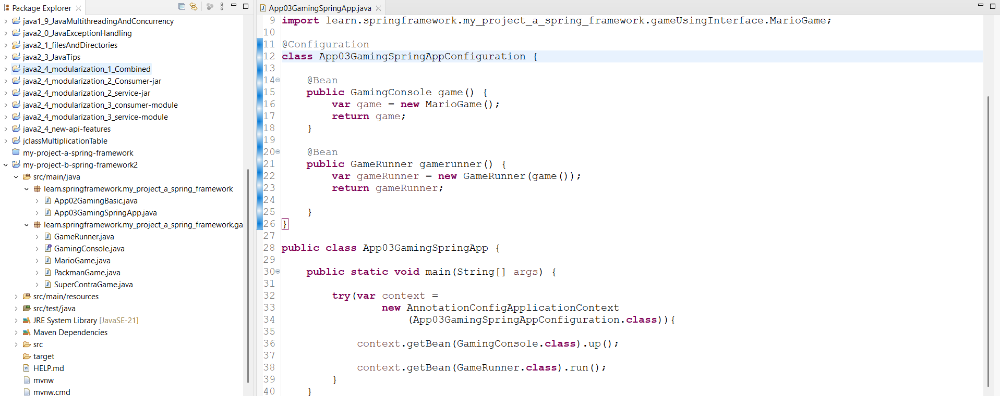 Package Explorer
java1_9_JavaMultithreadingAndConcurrency
java2_0_JavaExceptionHandling
java2_1_filesAndDirectories
java2_3_JavaTips
java2_4_modularization_1_Combined
java2_4_modularization_2_Consumer-jar
java2_4_modularization_2_service-jar
java2_4_modularization_3_consumer-module
java2_4_modularization_3_service-module
java2_4_new-api-features
jclassMultiplicationTable
my-project-a-spring-framework
my-project-b-spring-framework2
src/main/java
learn.springframework.my_project_a_spring_framework
App02GamingBasic.java
App03GamingSpringApp.java
learn.springframework.my_project_a_spring_framework.ga
GameRunner.java
GamingConsole.java
MarioGame.java
PackmanGame.java
SuperContraGame.java
src/main/resources
src/test/java
JRE System Library [JavaSE-21]
Maven Dependencies
src
target
HELP.md
mvnw
mvnw.cmd
App03GamingSpringApp.java
9 import learn.springframework.my_project_a_spring_framework.gameUsingInterface.MarioGame;
10
11 @Configuration
12 class App03GamingSpringAppConfiguration {
13
14 @Bean
15 public GamingConsole game() {
16 var game = new MarioGame();
17 return game;
18 }
19
20 @Bean
21 public GameRunner gamerunner() {
22 var gameRunner = new GameRunner(game());
23 return gameRunner;
24
25 }
26 }
27
28 public class App03GamingSpringApp {
29
30 public static void main(String[] args) {
31
32 try(var context =
33 new AnnotationConfigApplicationContext
34 (App03GamingSpringAppConfiguration.class)){
35
36 context.getBean(GamingConsole.class).up();
37
38 context.getBean(GameRunner.class).run();
39 }
40 }